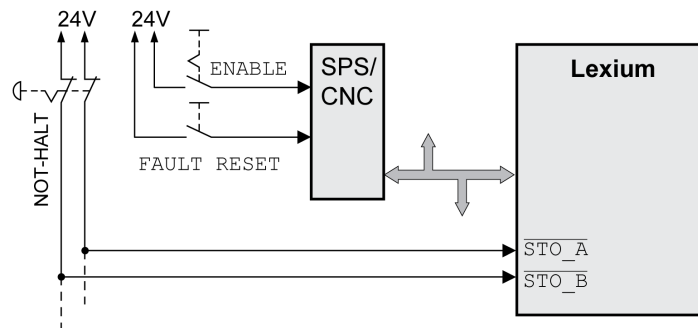 24V
24V
ENABLE
SPS/
CNC
Lexium
NOT-HALT
FAULT RESET
STO_A
STO_B